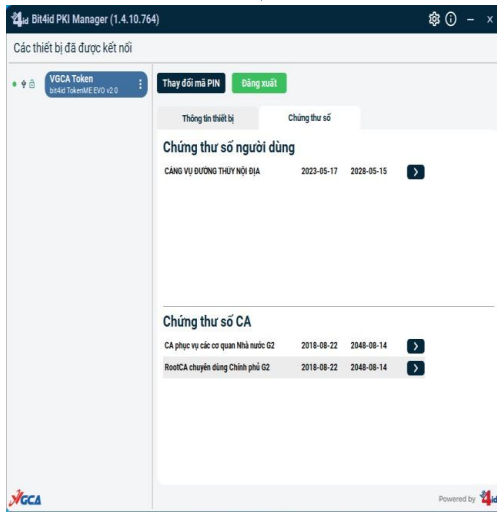 4id Bit4id PKI Manager (1.4.10.764)
Các thiết bị đã được kết nối
VGCA Token
bit4id TokenME EVO v2.0
Thay đổi mã PIN Đăng xuất
Thông tin thiết bị Chứng thư số
Chứng thư số người dùng
CẢNG VỤ ĐƯỜNG THỦY NỘI ĐỊA 2023-05-17 2028-05-15
Chứng thư số CA
CA phục vụ các cơ quan Nhà nước G2 2018-08-22 2048-08-14
RootCA chuyên dùng Chính phủ G2 2018-08-22 2048-08-14
VGCA Powered by 4id